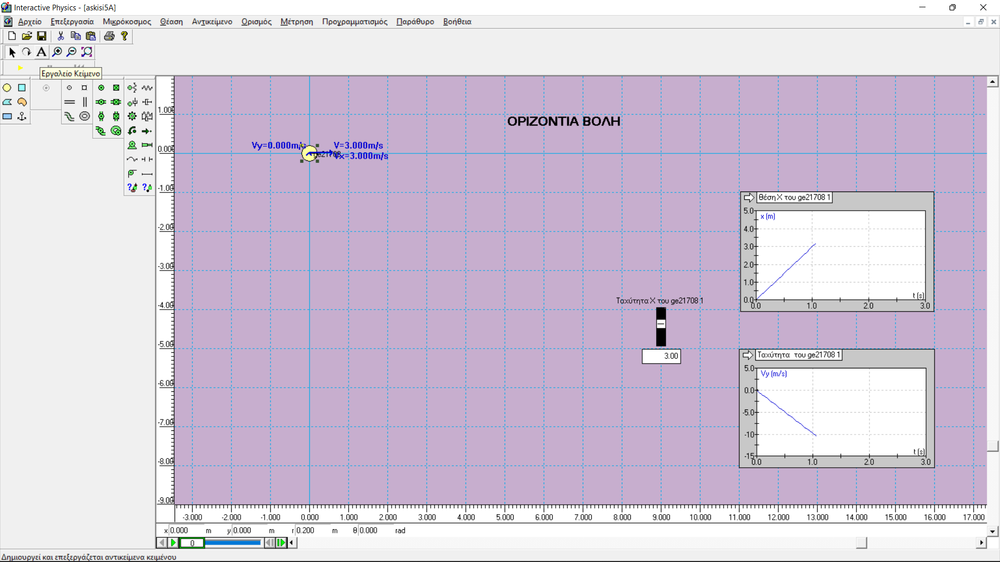 Interactive Physics - [askisi5A]
Αρχείο Επεξεργασία Μικρόκοσμος Θέαση Αντικείμενο Ορισμός Μέτρηση Προγραμματισμός Παράθυρο Βοήθεια
Εργαλείο Κείμενο
ΟΡΙΖΟΝΤΙΑ ΒΟΛΗ
Vy=0.000m/s
V=3.000m/s
ge21708
Vx=3.000m/s
1.000
0.000
-1.00
-2.00
-3.00
-4.00
-5.00
-6.00
-7.00
-8.00
-9.00
Θέση Χ του ge21708 1
x (m)
5.0
4.0
3.0
2.0
1.0
0.0
t (s)
0.0 1.0 2.0 3.0
Ταχύτητα Χ του ge21708 1
3.00
Ταχύτητα του ge21708 1
Vy (m/s)
5.0
0.0
-5.0
-10
-15
t (s)
0.0 1.0 2.0 3.0
-3.000 -2.000 -1.000 0.000 1.000 2.000 3.000 4.000 5.000 6.000 7.000 8.000 9.000 10.000 11.000 12.000 13.000 14.000 15.000 16.000 17.000
x 0.000 m y 0.000 m r 0.200 m θ 0.000 rad
0
Δημιουργεί και επεξεργάζεται αντικείμενα κειμένου